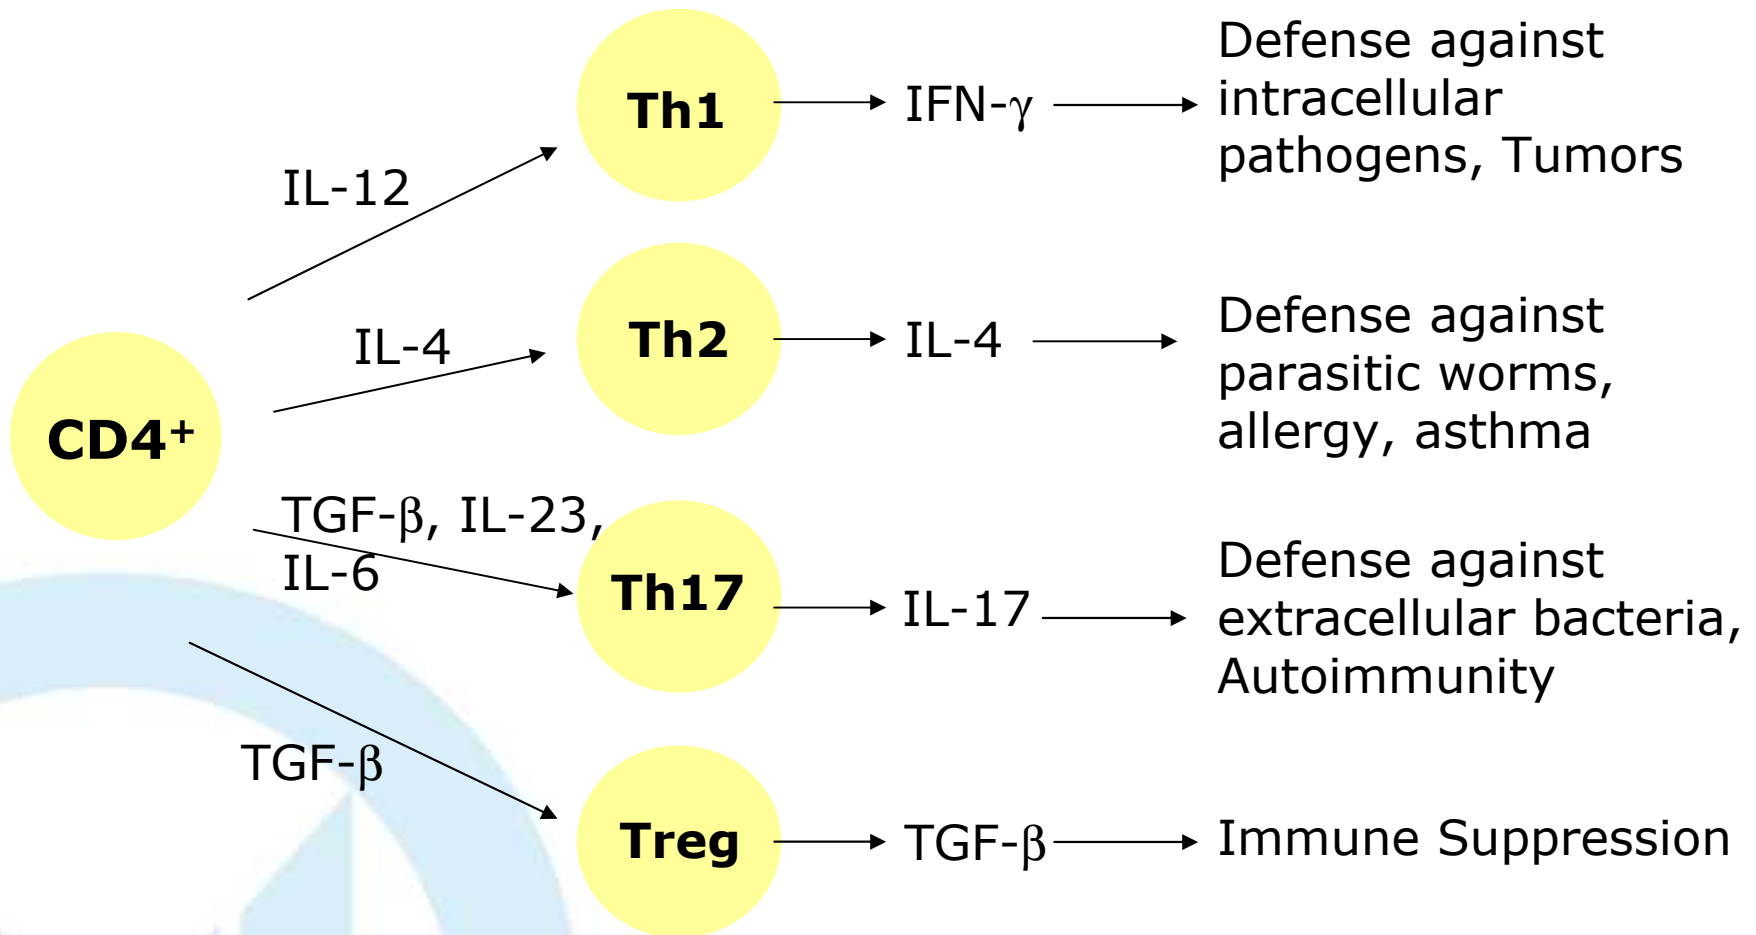 CD4⁺
IL-12
Th1
IFN-γ
Defense against
intracellular
pathogens, Tumors
IL-4
Th2
IL-4
Defense against
parasitic worms,
allergy, asthma
TGF-β, IL-23,
IL-6
Th17
IL-17
Defense against
extracellular bacteria,
Autoimmunity
TGF-β
Treg
TGF-β
Immune Suppression